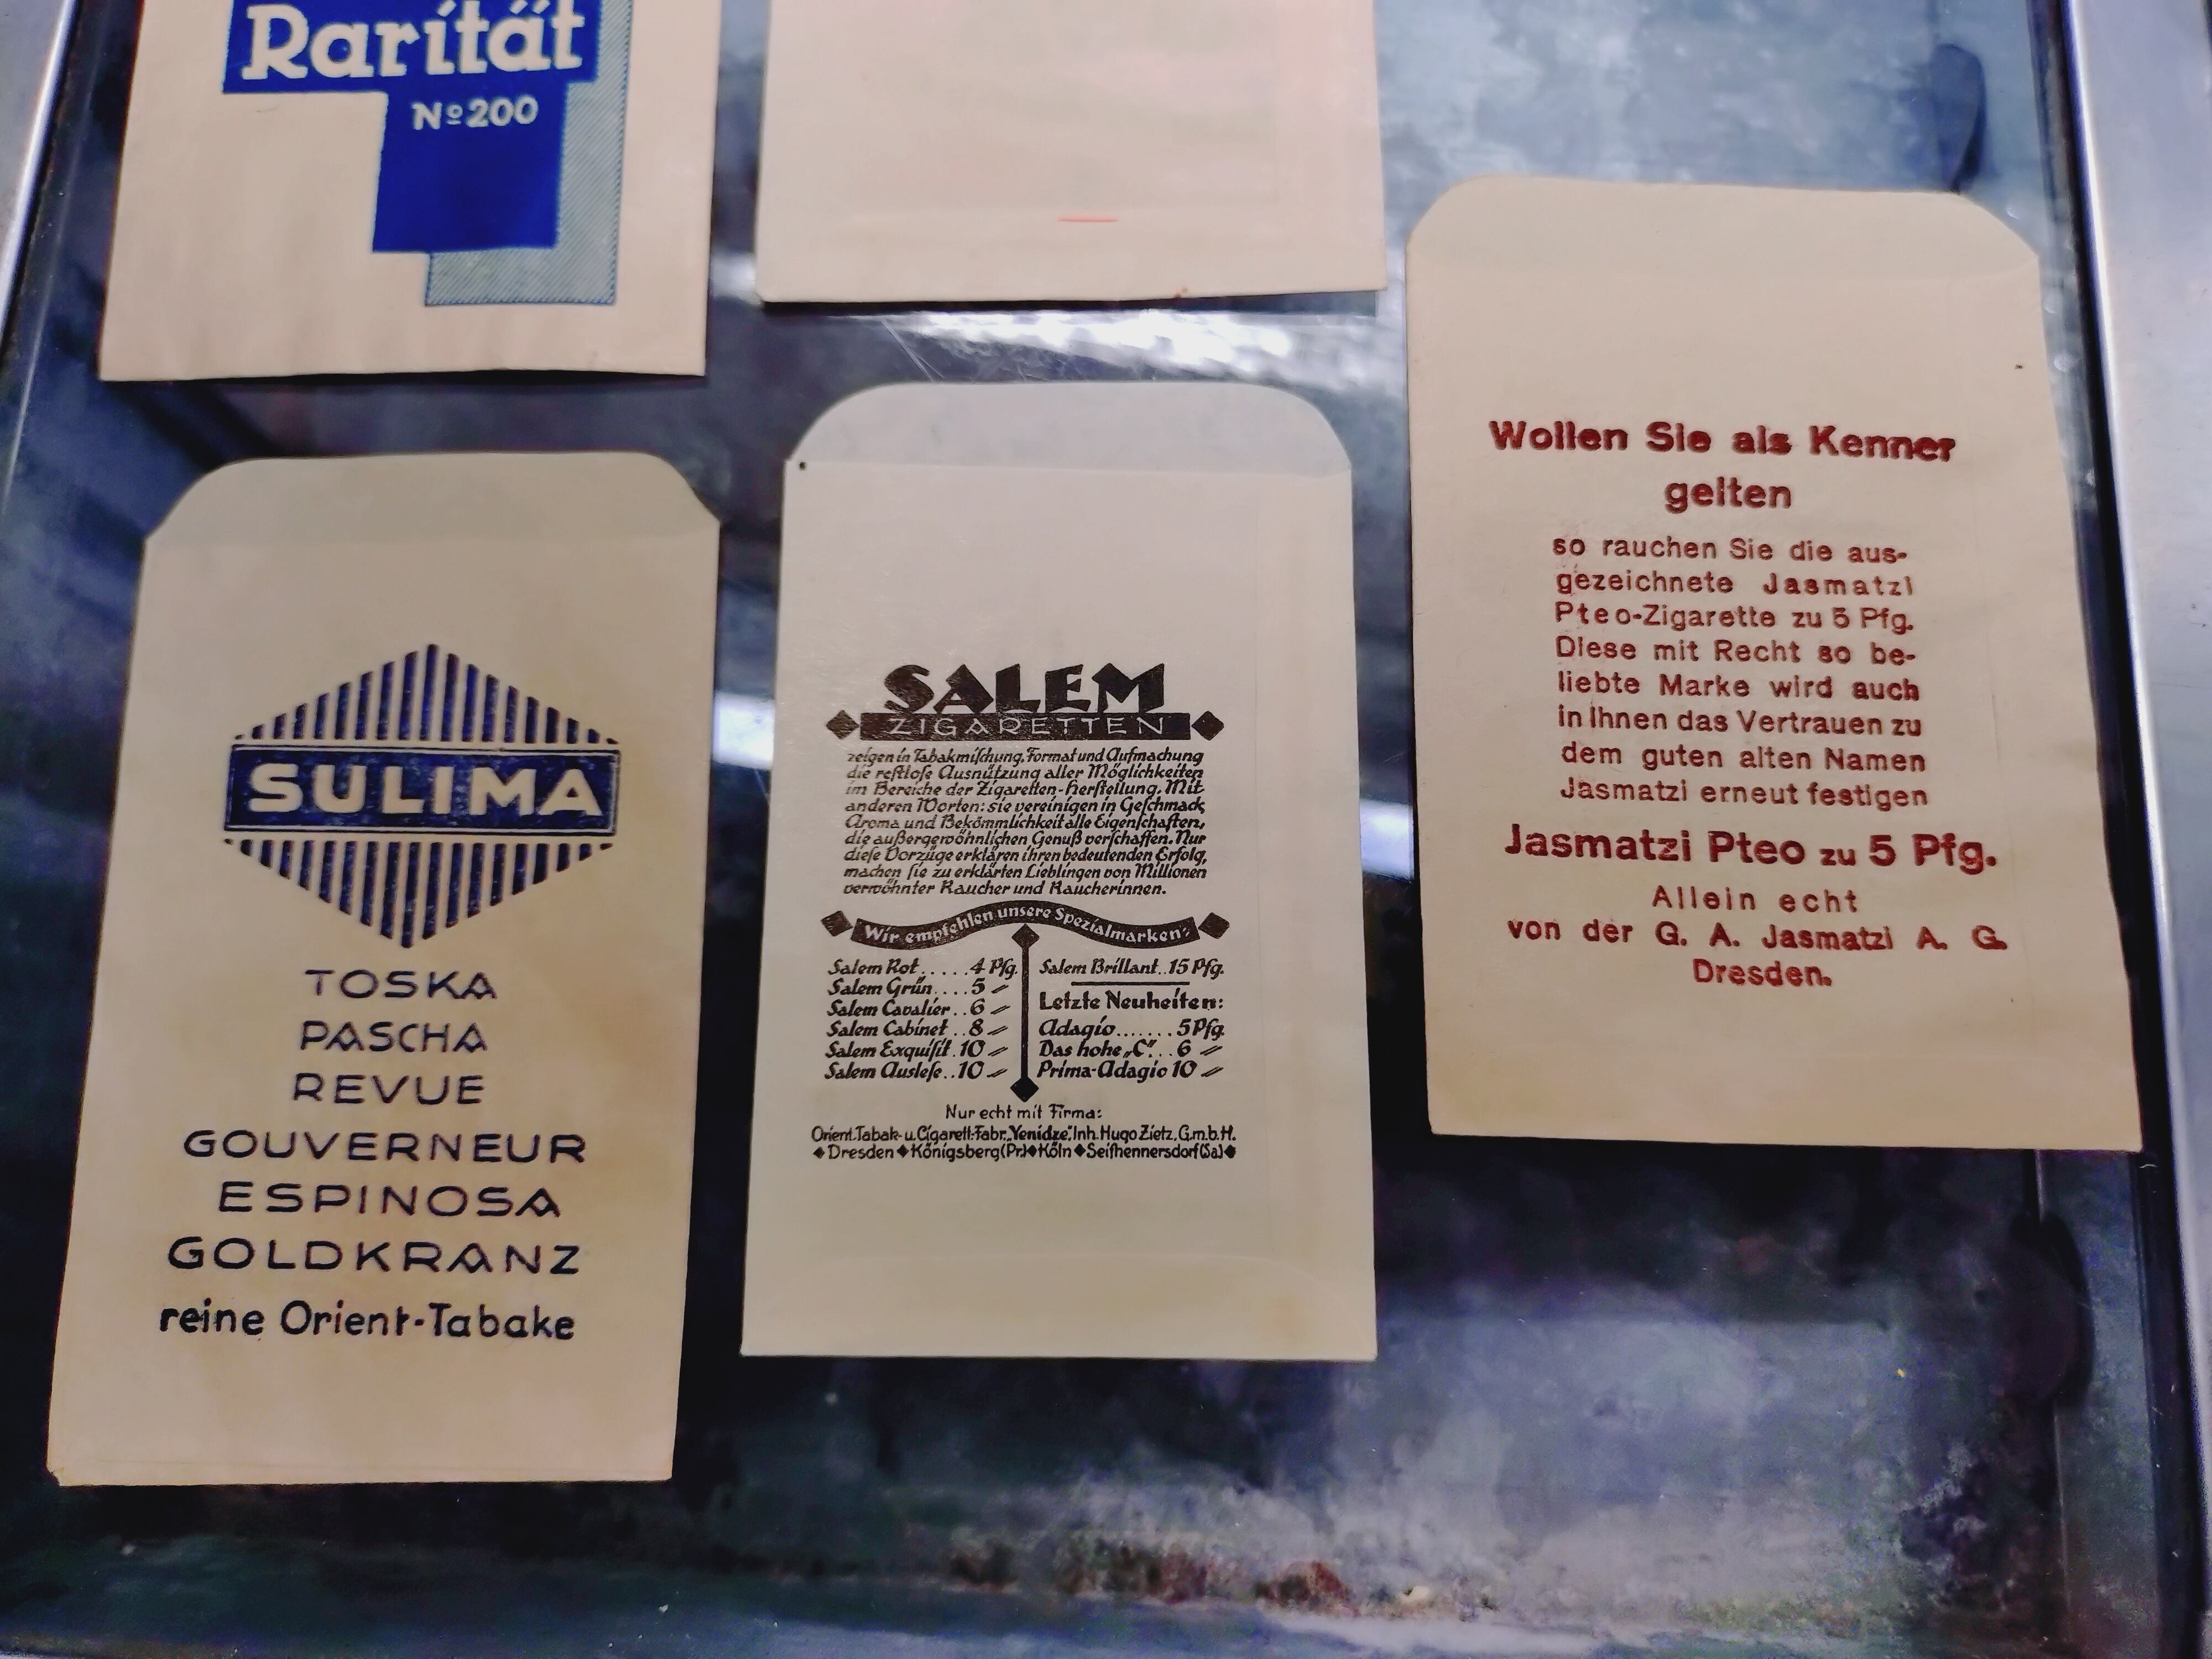 Rarität
Nº 200
SULIMA
TOSKA
PASCHA
REVUE
GOUVERNEUR
ESPINOSA
GOLDKRANZ
reine Orient-Tabake
SALEM
ZIGARETTEN
zeigen in Tabakmiſchung, Format und Aufmachung
die reſtloſe Ausnützung aller Möglichkeiten
im Bereiche der Zigaretten-Herſtellung. Mit
anderen Worten: sie vereinigen in Geſchmack,
Aroma und Bekömmlichkeit alle Eigenſchaften,
die außergewöhnlichen Genuß verſchaffen. Nur
dieſe Vorzüge erklären ihren bedeutenden Erfolg,
machen ſie zu erklärten Lieblingen von Millionen
verwöhnter Raucher und Raucherinnen.
Wir empfehlen unsere Spezialmarken:
Salem Rot.....4 Pfg.
Salem Grün....5 〃
Salem Cavalier..6 〃
Salem Cabinet..8 〃
Salem Exquiſit.10 〃
Salem Ausleſe..10 〃
Salem Brillant..15 Pfg.
Letzte Neuheiten:
Adagio.......5 Pfg.
Das hohe „C"...6 〃
Prima-Adagio 10 〃
Nur echt mit Firma:
Orient.Tabak- u. Cigarett.-Fabr. „Yenidze", Inh. Hugo Zietz, G.m.b.H.
◆Dresden◆Königsberg(Pr.)◆Köln◆Seifhennersdorf(Sa)◆
Wollen Sie als Kenner
gelten
so rauchen Sie die aus-
gezeichnete Jasmatzi
Pteo-Zigarette zu 5 Pfg.
Diese mit Recht so be-
liebte Marke wird auch
in Ihnen das Vertrauen zu
dem guten alten Namen
Jasmatzi erneut festigen
Jasmatzi Pteo zu 5 Pfg.
Allein echt
von der G. A. Jasmatzi A. G.
Dresden.